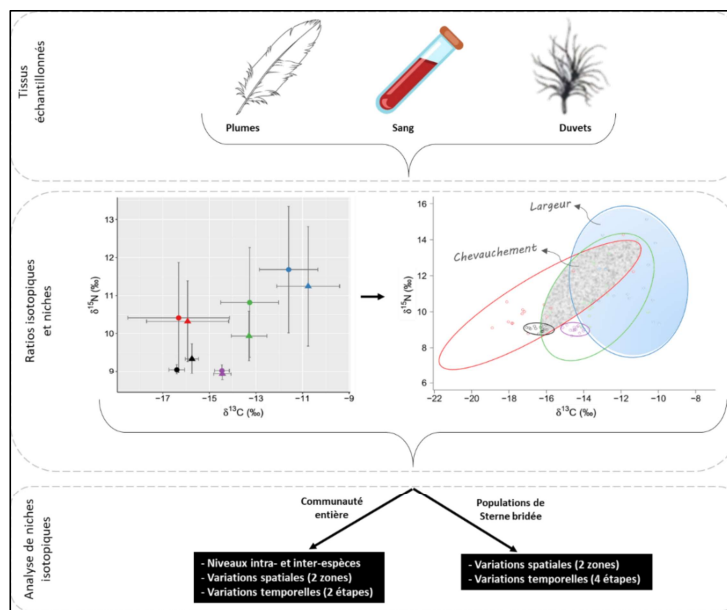 Tissus
échantillonnés
Plumes
Sang
Duvets
Ratios isotopiques
et niches
13
12
11
10
9
δ¹⁵N (‰)
−17
−15
−13
−11
−9
δ¹³C (‰)
16
14
12
10
8
6
δ¹⁵N (‰)
−22
−20
−18
−16
−14
−12
−10
−8
δ¹³C (‰)
Largeur
Chevauchement
Analyse de niches
isotopiques
Communauté
entière
Populations de
Sterne bridée
- Niveaux intra- et inter-espèces
- Variations spatiales (2 zones)
- Variations temporelles (2 étapes)
- Variations spatiales (2 zones)
- Variations temporelles (4 étapes)